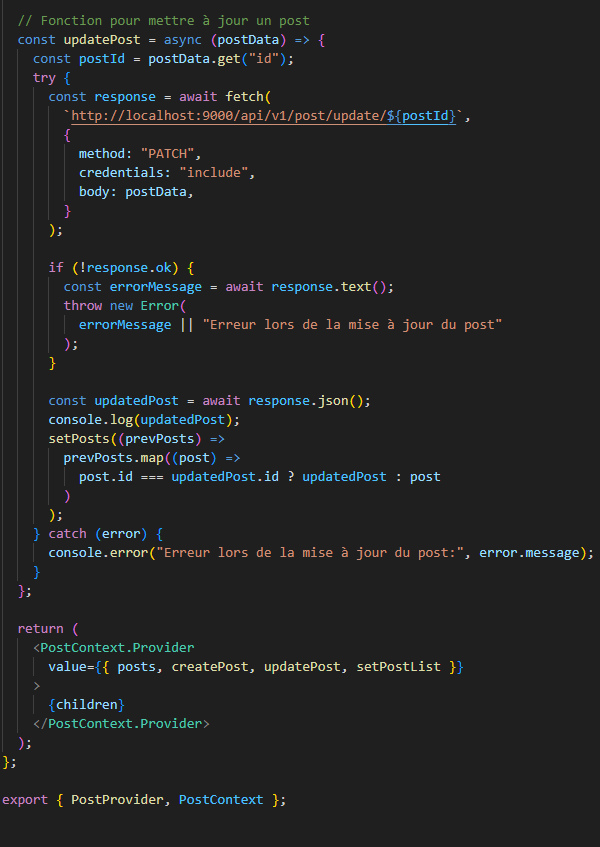 // Fonction pour mettre à jour un post
const updatePost = async (postData) => {
const postId = postData.get("id");
try {
const response = await fetch(
`http://localhost:9000/api/v1/post/update/${postId}`,
{
method: "PATCH",
credentials: "include",
body: postData,
}
);
if (!response.ok) {
const errorMessage = await response.text();
throw new Error(
errorMessage || "Erreur lors de la mise à jour du post"
);
}
const updatedPost = await response.json();
console.log(updatedPost);
setPosts((prevPosts) =>
prevPosts.map((post) =>
post.id === updatedPost.id ? updatedPost : post
)
);
} catch (error) {
console.error("Erreur lors de la mise à jour du post:", error.message);
}
};
return (
<PostContext.Provider
value={{ posts, createPost, updatePost, setPostList }}
>
{children}
</PostContext.Provider>
);
};
export { PostProvider, PostContext };